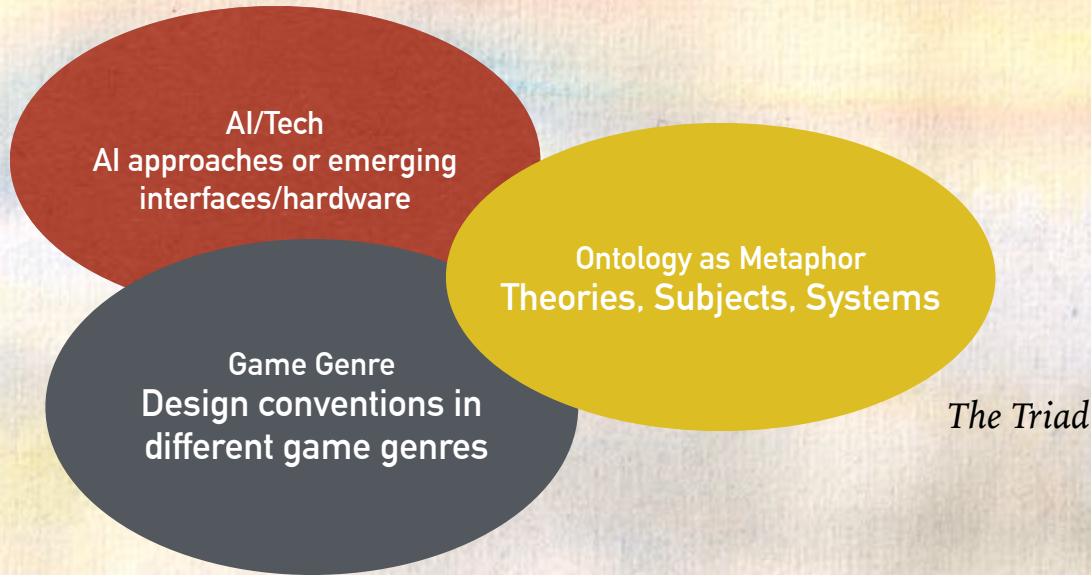 AI/Tech
AI approaches or emerging
interfaces/hardware
Ontology as Metaphor
Theories, Subjects, Systems
Game Genre
Design conventions in
different game genres
The Triad